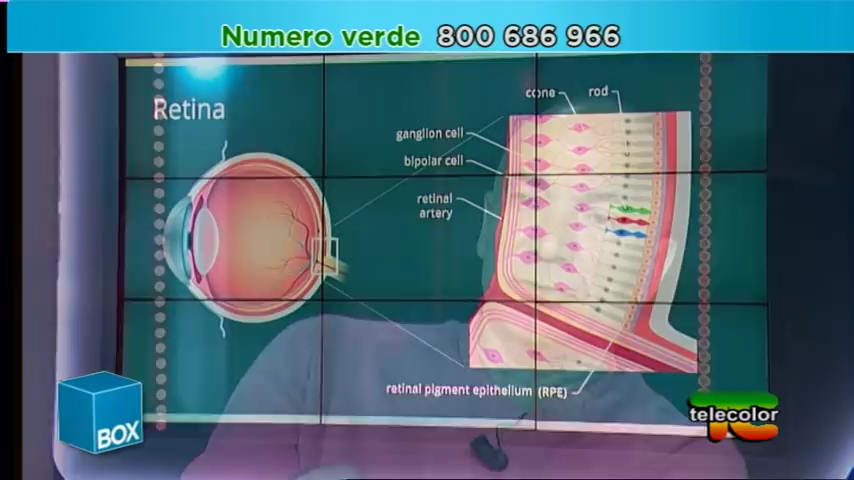 Numero verde 800 686 966
Retina
cone
rod
ganglion cell
bipolar cell
retinal
artery
retinal pigment epithelium (RPE)
BOX
telecolor
TC